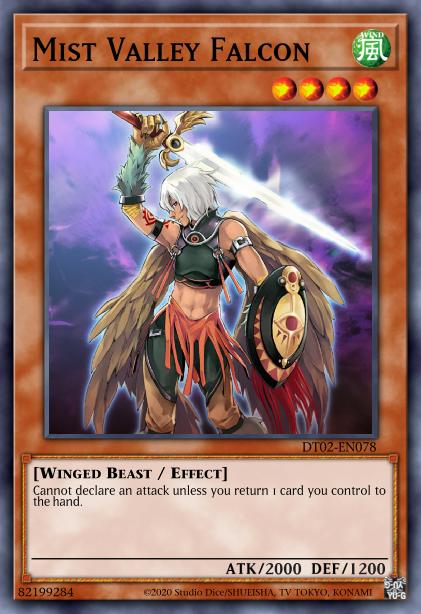 Mist Valley Falcon
WIND
風
DT02-EN078
[Winged Beast / Effect]
Cannot declare an attack unless you return 1 card you control to
the hand.
ATK/2000 DEF/1200
82199284
©2020 Studio Dice/SHUEISHA, TV TOKYO, KONAMI